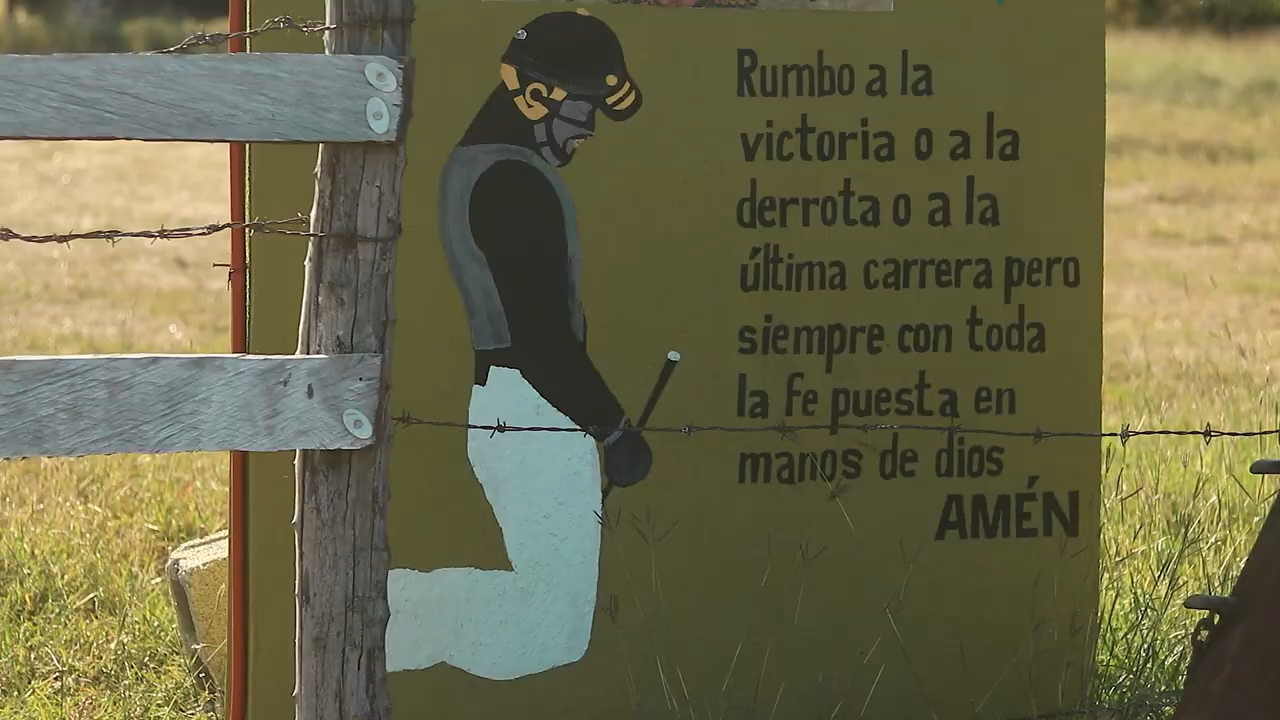 Rumbo a la
victoria o a la
derrota o a la
última carrera pero
siempre con toda
la fe puesta en
manos de dios
AMÉN